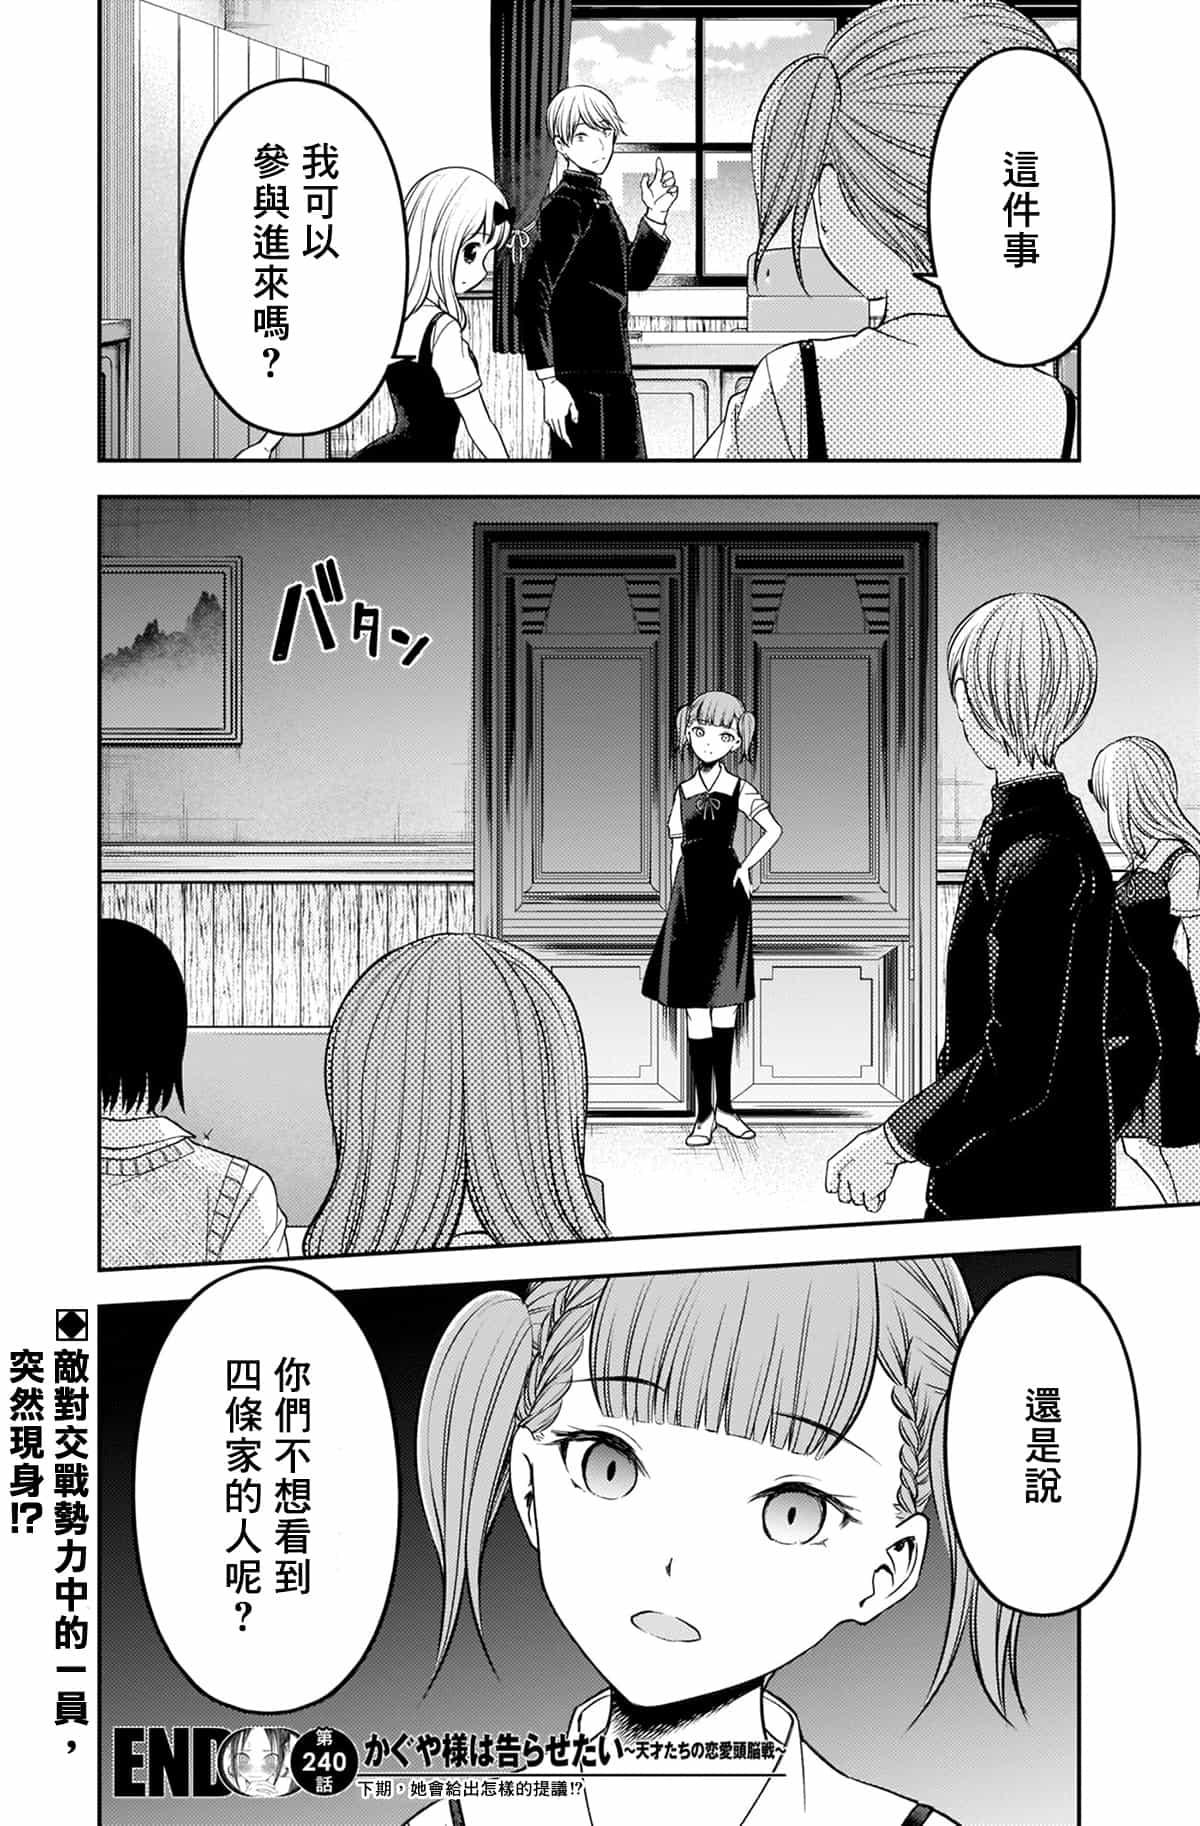 這件事
我可以
參與進來嗎？
バタン
還是說
你們不想看到
四條家的人呢？
◆敵對交戰勢力中的一員，
突然現身!?
END
第
240
話
かぐや様は告らせたい
～天才たちの恋愛頭脳戦～
下期，她會給出怎樣的提議!?